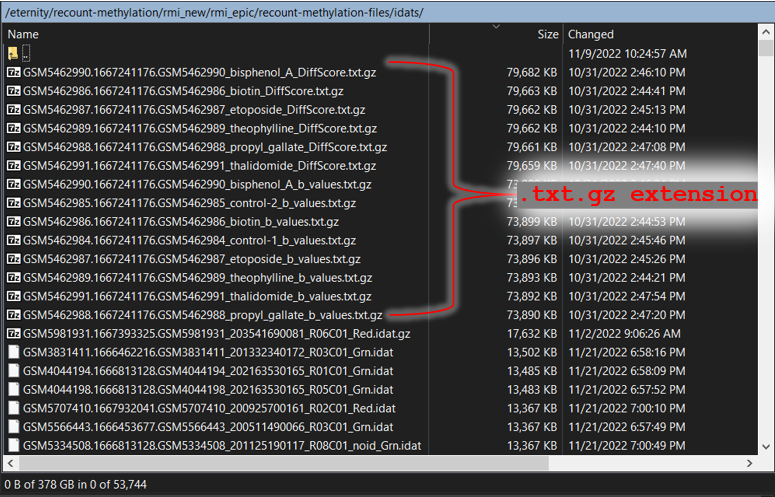 /eternity/recount-methylation/rmi_new/rmi_epic/recount-methylation-files/idats/
Name Size Changed
.. 11/9/2022 10:24:57 AM
GSM5462990.1667241176.GSM5462990_bisphenol_A_DiffScore.txt.gz 79,682 KB 10/31/2022 2:46:10 PM
GSM5462986.1667241176.GSM5462986_biotin_DiffScore.txt.gz 79,663 KB 10/31/2022 2:44:41 PM
GSM5462987.1667241176.GSM5462987_etoposide_DiffScore.txt.gz 79,662 KB 10/31/2022 2:45:13 PM
GSM5462989.1667241176.GSM5462989_theophylline_DiffScore.txt.gz 79,662 KB 10/31/2022 2:44:10 PM
GSM5462988.1667241176.GSM5462988_propyl_gallate_DiffScore.txt.gz 79,661 KB 10/31/2022 2:47:08 PM
GSM5462991.1667241176.GSM5462991_thalidomide_DiffScore.txt.gz 79,659 KB 10/31/2022 2:47:40 PM
GSM5462990.1667241176.GSM5462990_bisphenol_A_b_values.txt.gz
.txt.gz extension
GSM5462985.1667241176.GSM5462985_control-2_b_values.txt.gz
GSM5462986.1667241176.GSM5462986_biotin_b_values.txt.gz 73,899 KB 10/31/2022 2:44:53 PM
GSM5462984.1667241176.GSM5462984_control-1_b_values.txt.gz 73,897 KB 10/31/2022 2:45:46 PM
GSM5462987.1667241176.GSM5462987_etoposide_b_values.txt.gz 73,896 KB 10/31/2022 2:45:26 PM
GSM5462989.1667241176.GSM5462989_theophylline_b_values.txt.gz 73,893 KB 10/31/2022 2:44:21 PM
GSM5462991.1667241176.GSM5462991_thalidomide_b_values.txt.gz 73,892 KB 10/31/2022 2:47:54 PM
GSM5462988.1667241176.GSM5462988_propyl_gallate_b_values.txt.gz 73,890 KB 10/31/2022 2:47:20 PM
GSM5981931.1667393325.GSM5981931_203541690081_R06C01_Red.idat.gz 17,632 KB 11/2/2022 9:06:26 AM
GSM3831411.1666462216.GSM3831411_201332340172_R03C01_Grn.idat 13,502 KB 11/21/2022 6:58:16 PM
GSM4044194.1666813128.GSM4044194_202163530165_R01C01_Grn.idat 13,485 KB 11/21/2022 6:58:09 PM
GSM4044198.1666813128.GSM4044198_202163530165_R05C01_Grn.idat 13,483 KB 11/21/2022 6:57:52 PM
GSM5707410.1667932041.GSM5707410_200925700161_R02C01_Red.idat 13,367 KB 11/21/2022 7:00:10 PM
GSM5566443.1666453677.GSM5566443_200511490066_R03C01_Grn.idat 13,367 KB 11/21/2022 6:57:49 PM
GSM5334508.1666813128.GSM5334508_201125190117_R08C01_noid_Grn.idat 13,367 KB 11/21/2022 7:00:49 PM
0 B of 378 GB in 0 of 53,744